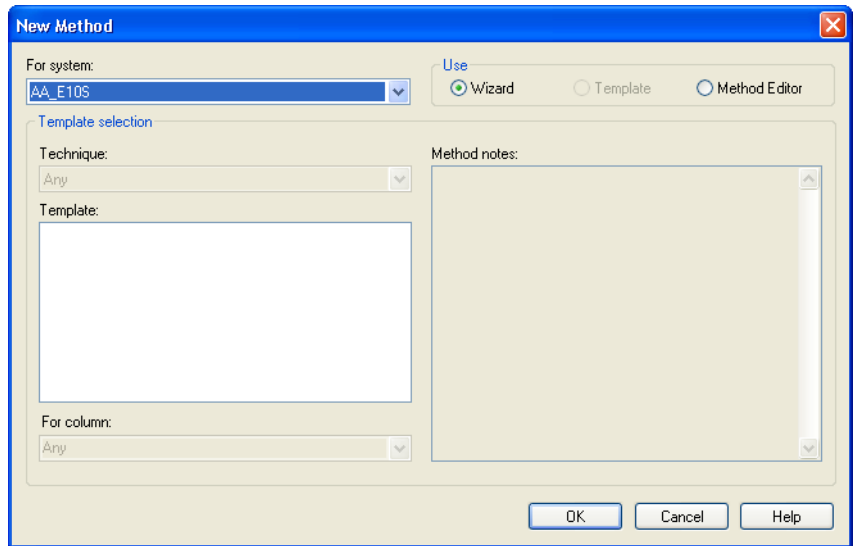 New Method
For system:
AA_E10S
Use
Wizard
Template
Method Editor
Template selection
Technique:
Any
Template:
For column:
Any
Method notes:
OK
Cancel
Help